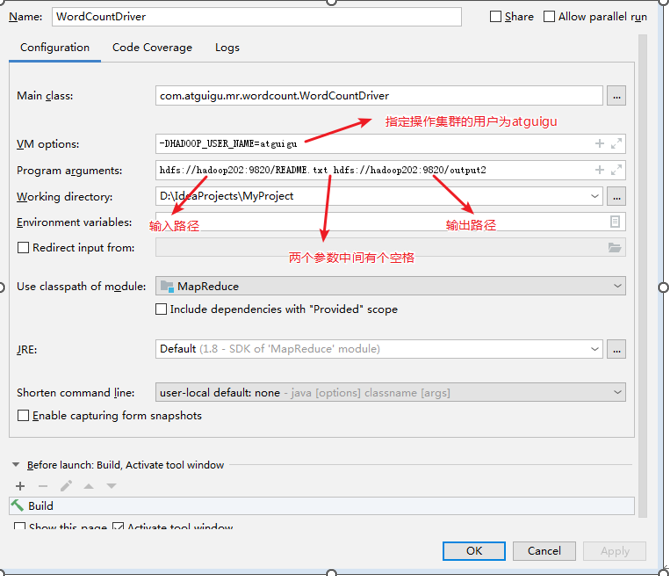 Name: WordCountDriver Share Allow parallel run
Configuration Code Coverage Logs
Main class: com.atguigu.mr.wordcount.WordCountDriver ...
指定操作集群的用户为atguigu
VM options: -DHADOOP_USER_NAME=atguigu
Program arguments: hdfs://hadoop202:9820/README.txt hdfs://hadoop202:9820/output2
Working directory: D:\IdeaProjects\MyProject ...
Environment variables:
输入路径 输出路径
Redirect input from:
两个参数中间有个空格
Use classpath of module: MapReduce
Include dependencies with "Provided" scope
JRE: Default (1.8 - SDK of 'MapReduce' module) ...
Shorten command line: user-local default: none - java [options] classname [args]
Enable capturing form snapshots
Before launch: Build, Activate tool window
Build
Show this page Activate tool window
OK Cancel Apply